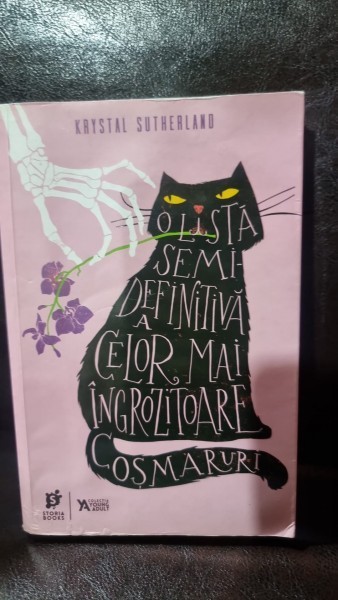 KRYSTAL SUTHERLAND
O LISTĂ
SEMI-
DEFINITIVĂ
A
CELOR MAI
ÎNGROZITOARE
COȘMARURI
S
STORIA
BOOKS
YA
COLECȚIA
YOUNG
ADULT